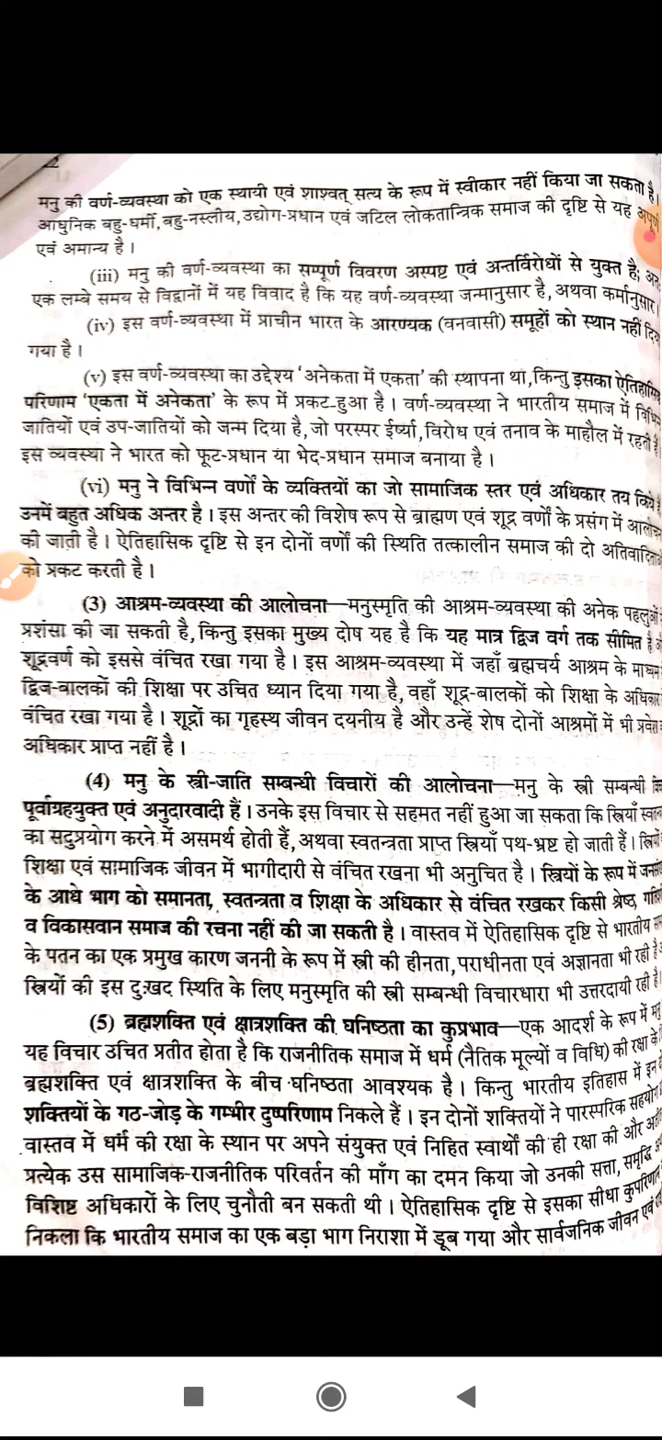 मनु की वर्ण-व्यवस्था को एक स्थायी एवं शाश्वत् सत्य के रूप में स्वीकार नहीं किया जा सकता है।
आधुनिक बहु-धर्मी, बहु-नस्लीय, उद्योग-प्रधान एवं जटिल लोकतान्त्रिक समाज की दृष्टि से यह अपूर्ण
एवं अमान्य है।
(iii) मनु की वर्ण-व्यवस्था का सम्पूर्ण विवरण अस्पष्ट एवं अन्तर्विरोधों से युक्त है;
एक लम्बे समय से विद्वानों में यह विवाद है कि यह वर्ण-व्यवस्था जन्मानुसार है, अथवा कर्मानुसार।
(iv) इस वर्ण-व्यवस्था में प्राचीन भारत के आरण्यक (वनवासी) समूहों को स्थान नहीं
गया है।
(v) इस वर्ण-व्यवस्था का उद्देश्य 'अनेकता में एकता' की स्थापना था, किन्तु इसका
परिणाम 'एकता में अनेकता' के रूप में प्रकट हुआ है। वर्ण-व्यवस्था ने भारतीय समाज में
जातियों एवं उप-जातियों को जन्म दिया है, जो परस्पर ईर्ष्या, विरोध एवं तनाव के माहौल में रहती हैं
इस व्यवस्था ने भारत को फूट-प्रधान या भेद-प्रधान समाज बनाया है।
(vi) मनु ने विभिन्न वर्णों के व्यक्तियों का जो सामाजिक स्तर एवं अधिकार तय किये
उनमें बहुत अधिक अन्तर है। इस अन्तर की विशेष रूप से ब्राह्मण एवं शूद्र वर्णों के प्रसंग में
की जाती है। ऐतिहासिक दृष्टि से इन दोनों वर्णों की स्थिति तत्कालीन समाज की दो
को प्रकट करती है।
(3) आश्रम-व्यवस्था की आलोचना—मनुस्मृति की आश्रम-व्यवस्था की अनेक पहलुओं
प्रशंसा की जा सकती है, किन्तु इसका मुख्य दोष यह है कि यह मात्र द्विज वर्ग तक सीमित है
शूद्रवर्ण को इससे वंचित रखा गया है। इस आश्रम-व्यवस्था में जहाँ ब्रह्मचर्य आश्रम के
द्विज-बालकों की शिक्षा पर उचित ध्यान दिया गया है, वहाँ शूद्र-बालकों को शिक्षा के
वंचित रखा गया है। शूद्रों का गृहस्थ जीवन दयनीय है और उन्हें शेष दोनों आश्रमों में भी प्रवेश
अधिकार प्राप्त नहीं है।
(4) मनु के स्त्री-जाति सम्बन्धी विचारों की आलोचना—मनु के स्त्री सम्बन्धी
पूर्वाग्रहयुक्त एवं अनुदारवादी हैं। उनके इस विचार से सहमत नहीं हुआ जा सकता कि स्त्रियाँ
का सदुप्रयोग करने में असमर्थ होती हैं, अथवा स्वतन्त्रता प्राप्त स्त्रियाँ पथ-भ्रष्ट हो जाती हैं।
शिक्षा एवं सामाजिक जीवन में भागीदारी से वंचित रखना भी अनुचित है। स्त्रियों के रूप में
के आधे भाग को समानता, स्वतन्त्रता व शिक्षा के अधिकार से वंचित रखकर किसी श्रेष्ठ,
व विकासवान समाज की रचना नहीं की जा सकती है। वास्तव में ऐतिहासिक दृष्टि से भारतीय
के पतन का एक प्रमुख कारण जननी के रूप में स्त्री की हीनता, पराधीनता एवं अज्ञानता भी रही है
स्त्रियों की इस दुःखद स्थिति के लिए मनुस्मृति की स्त्री सम्बन्धी विचारधारा भी उत्तरदायी रही है।
(5) ब्रह्मशक्ति एवं क्षात्रशक्ति की घनिष्ठता का कुप्रभाव—एक आदर्श के रूप में
यह विचार उचित प्रतीत होता है कि राजनीतिक समाज में धर्म (नैतिक मूल्यों व विधि) की रक्षा के
ब्रह्मशक्ति एवं क्षात्रशक्ति के बीच घनिष्ठता आवश्यक है। किन्तु भारतीय इतिहास में इन
शक्तियों के गठ-जोड़ के गम्भीर दुष्परिणाम निकले हैं। इन दोनों शक्तियों ने पारस्परिक सहयोग
वास्तव में धर्म की रक्षा के स्थान पर अपने संयुक्त एवं निहित स्वार्थों की ही रक्षा की और
प्रत्येक उस सामाजिक-राजनीतिक परिवर्तन की माँग का दमन किया जो उनकी सत्ता, समृद्धि
विशिष्ट अधिकारों के लिए चुनौती बन सकती थी। ऐतिहासिक दृष्टि से इसका सीधा कुपरिणाम
निकला कि भारतीय समाज का एक बड़ा भाग निराशा में डूब गया और सार्वजनिक जीवन एवं